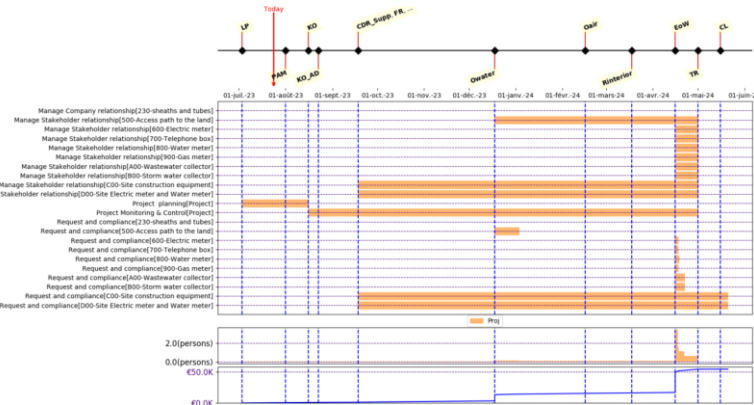 Today
LP
KO
CDR_Supp, FR, ...
Oair
EoW
CL
PAM
KO_AD
Owater
Rinterior
TR
01-juil.-23 01-août-23 01-sept.-23 01-oct.-23 01-nov.-23 01-déc.-23 01-janv.-24 01-févr.-24 01-mars-24 01-avr.-24 01-mai-24 01-juin-
Manage Company relationship[230-sheaths and tubes]
Manage Stakeholder relationship[500-Access path to the land]
Manage Stakeholder relationship[600-Electric meter]
Manage Stakeholder relationship[700-Telephone box]
Manage Stakeholder relationship[800-Water meter]
Manage Stakeholder relationship[900-Gas meter]
Manage Stakeholder relationship[A00-Wastewater collector]
Manage Stakeholder relationship[B00-Storm water collector]
Manage Stakeholder relationship[C00-Site construction equipment]
Stakeholder relationship[D00-Site Electric meter and Water meter]
Project planning[Project]
Project Monitoring & Control[Project]
Request and compliance[230-sheaths and tubes]
Request and compliance[500-Access path to the land]
Request and compliance[600-Electric meter]
Request and compliance[700-Telephone box]
Request and compliance[800-Water meter]
Request and compliance[900-Gas meter]
Request and compliance[A00-Wastewater collector]
Request and compliance[B00-Storm water collector]
Request and compliance[C00-Site construction equipment]
Request and compliance[D00-Site Electric meter and Water meter]
Proj
2.0(persons)
0.0(persons)
€50.0K
€0.0K